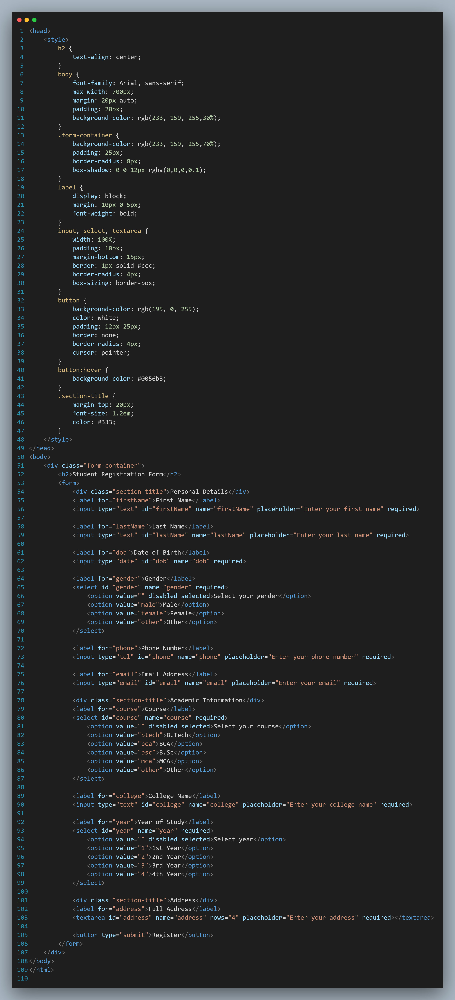 1 <head>
2     <style>
3         h2 {
4             text-align: center;
5         }
6         body {
7             font-family: Arial, sans-serif;
8             max-width: 700px;
9             margin: 20px auto;
10             padding: 20px;
11             background-color: rgb(233, 159, 255,30%);
12         }
13         .form-container {
14             background-color: rgb(233, 159, 255,70%);
15             padding: 25px;
16             border-radius: 8px;
17             box-shadow: 0 0 12px rgba(0,0,0,0.1);
18         }
19         label {
20             display: block;
21             margin: 10px 0 5px;
22             font-weight: bold;
23         }
24         input, select, textarea {
25             width: 100%;
26             padding: 10px;
27             margin-bottom: 15px;
28             border: 1px solid #ccc;
29             border-radius: 4px;
30             box-sizing: border-box;
31         }
32         button {
33             background-color: rgb(195, 0, 255);
34             color: white;
35             padding: 12px 25px;
36             border: none;
37             border-radius: 4px;
38             cursor: pointer;
39         }
40         button:hover {
41             background-color: #0056b3;
42         }
43         .section-title {
44             margin-top: 20px;
45             font-size: 1.2em;
46             color: #333;
47         }
48     </style>
49 </head>
50 <body>
51     <div class="form-container">
52         <h2>Student Registration Form</h2>
53         <form>
54             <div class="section-title">Personal Details</div>
55             <label for="firstName">First Name</label>
56             <input type="text" id="firstName" name="firstName" placeholder="Enter your first name" required>
57
58             <label for="lastName">Last Name</label>
59             <input type="text" id="lastName" name="lastName" placeholder="Enter your last name" required>
60
61             <label for="dob">Date of Birth</label>
62             <input type="date" id="dob" name="dob" required>
63
64             <label for="gender">Gender</label>
65             <select id="gender" name="gender" required>
66                 <option value="" disabled selected>Select your gender</option>
67                 <option value="male">Male</option>
68                 <option value="female">Female</option>
69                 <option value="other">Other</option>
70             </select>
71
72             <label for="phone">Phone Number</label>
73             <input type="tel" id="phone" name="phone" placeholder="Enter your phone number" required>
74
75             <label for="email">Email Address</label>
76             <input type="email" id="email" name="email" placeholder="Enter your email" required>
77
78             <div class="section-title">Academic Information</div>
79             <label for="course">Course</label>
80             <select id="course" name="course" required>
81                 <option value="" disabled selected>Select your course</option>
82                 <option value="btech">B.Tech</option>
83                 <option value="bca">BCA</option>
84                 <option value="bsc">B.Sc</option>
85                 <option value="mca">MCA</option>
86                 <option value="other">Other</option>
87             </select>
88
89             <label for="college">College Name</label>
90             <input type="text" id="college" name="college" placeholder="Enter your college name" required>
91
92             <label for="year">Year of Study</label>
93             <select id="year" name="year" required>
94                 <option value="" disabled selected>Select year</option>
95                 <option value="1">1st Year</option>
96                 <option value="2">2nd Year</option>
97                 <option value="3">3rd Year</option>
98                 <option value="4">4th Year</option>
99             </select>
100
101             <div class="section-title">Address</div>
102             <label for="address">Full Address</label>
103             <textarea id="address" name="address" rows="4" placeholder="Enter your address" required></textarea>
104
105             <button type="submit">Register</button>
106         </form>
107     </div>
108 </body>
109 </html>
110